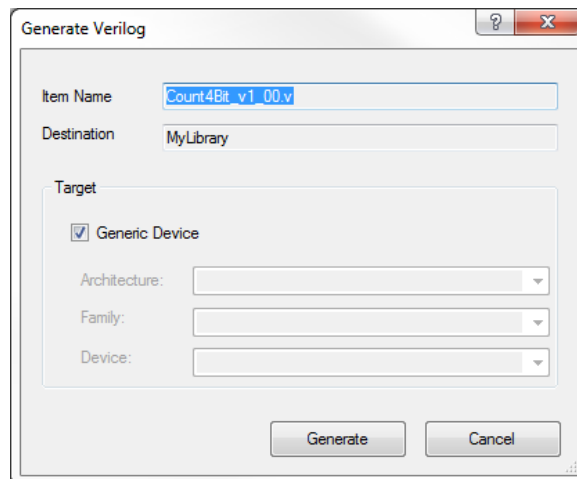 Generate Verilog
Item Name Count4Bit_v1_00.v
Destination MyLibrary
Target
Generic Device
Architecture:
Family:
Device:
Generate Cancel